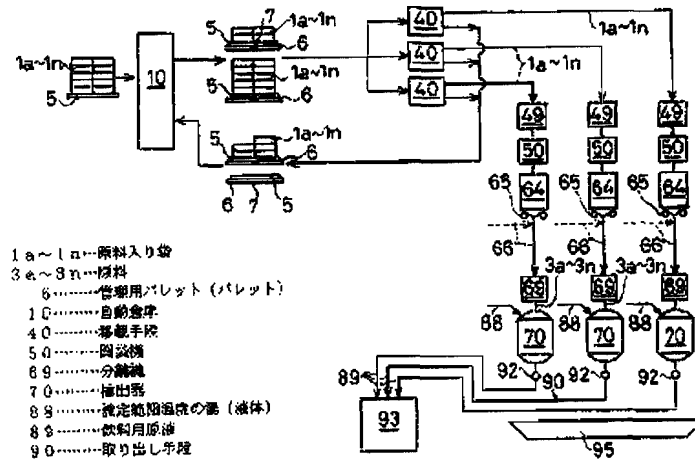 5 7 1a~1n
6
1a~1n
5
10
1a~1n
5 6
1a~1n
5 6
6 7 5
40
40
40
1a~1n
1a~1n
49 49 49
50 50 50
64 64 64
65 65 65
66 66 66
3a~3n 3a~3n
69 69 69
88 88 88
70 70 70
92 92 92
89 90
93
95
1a~1n…原料入り袋
3a~3n…原料
6………管理用パレット（パレット）
10………自動倉庫
40………移載手段
50………開袋機
69………分離機
70………抽出器
88………設定範囲温度の湯（液体）
89………飲料用原液
90………取り出し手段